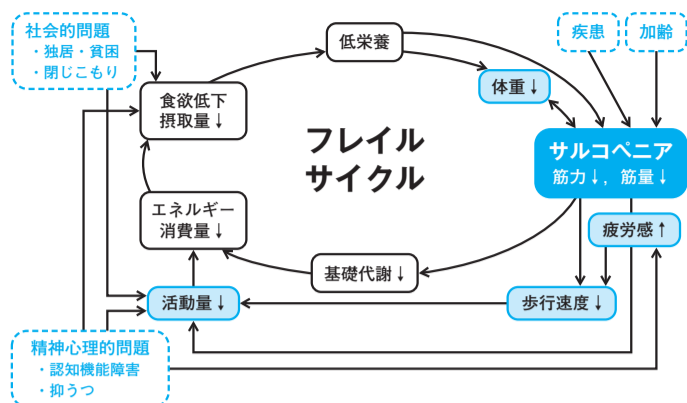 社会的問題
・独居・貧困
・閉じこもり
低栄養
疾患
加齢
体重↓
食欲低下
摂取量↓
フレイル
サイクル
サルコペニア
筋力↓，筋量↓
エネルギー
消費量↓
疲労感↑
基礎代謝↓
活動量↓
歩行速度↓
精神心理的問題
・認知機能障害
・抑うつ